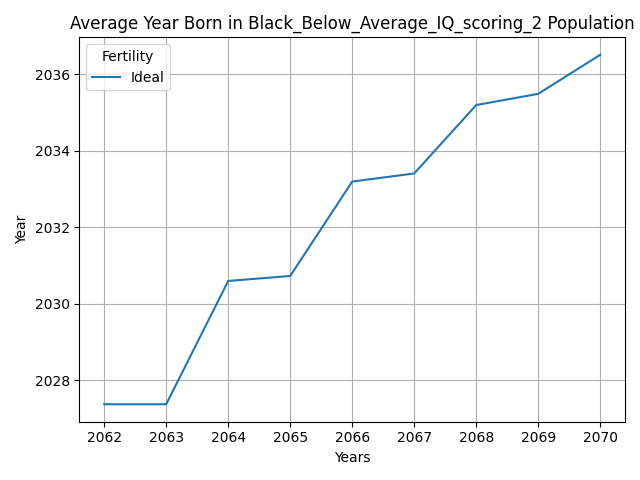 Average Year Born in Black_Below_Average_IQ_scoring_2 Population
Fertility
Ideal
2036
2034
2032
2030
2028
Year
2062 2063 2064 2065 2066 2067 2068 2069 2070
Years